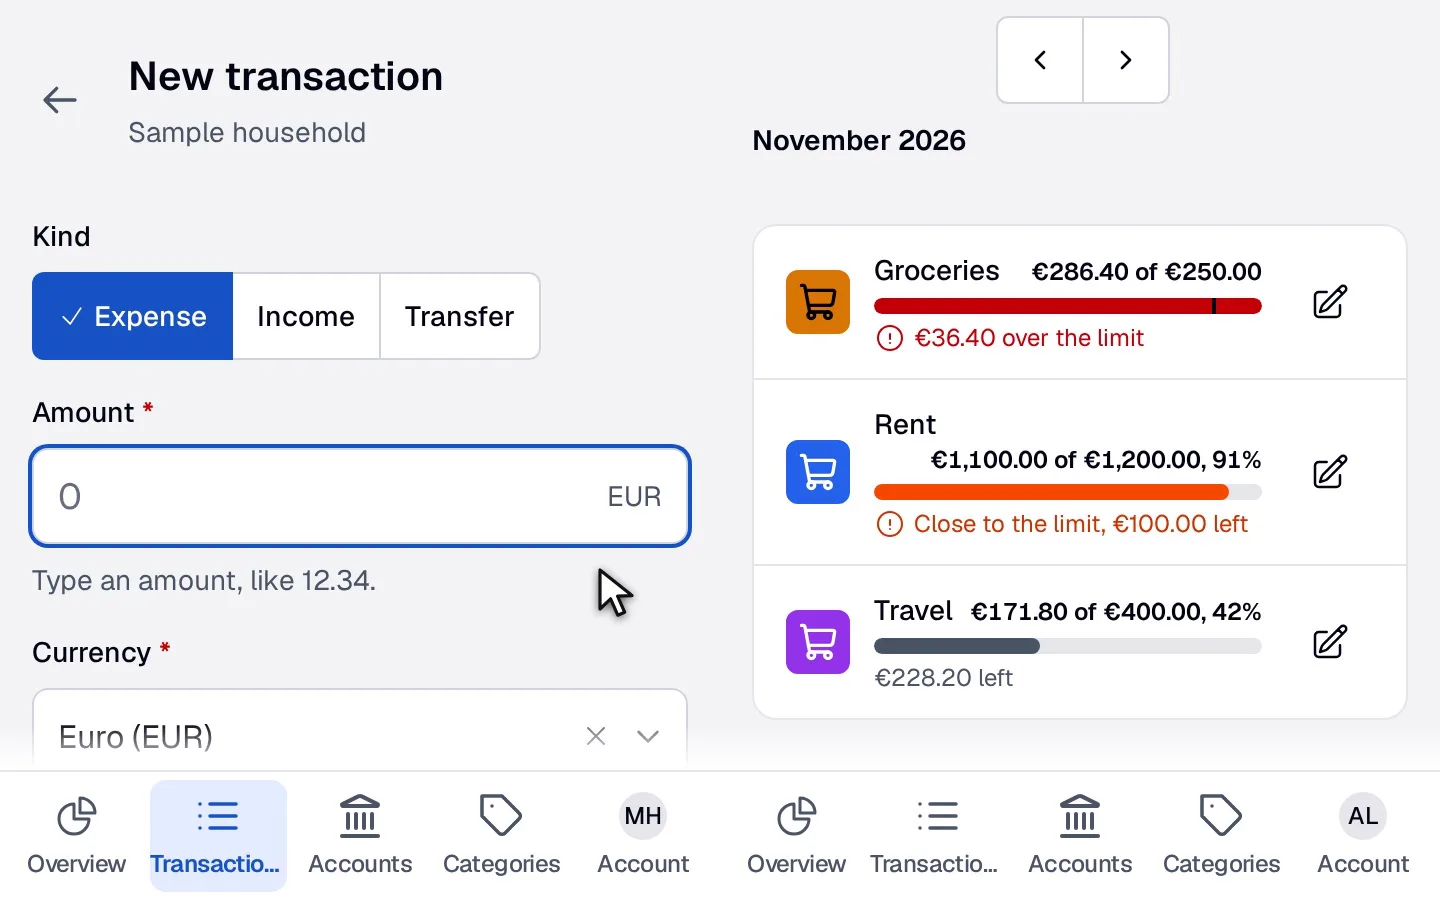 New transaction
Sample household
Kind
Expense
Income
Transfer
Amount *
0
EUR
Type an amount, like 12.34.
Currency *
Euro (EUR)
Overview
Transactio...
Accounts
Categories
MH
Account
November 2026
Groceries
€286.40 of €250.00
€36.40 over the limit
Rent
€1,100.00 of €1,200.00, 91%
Close to the limit, €100.00 left
Travel
€171.80 of €400.00, 42%
€228.20 left
Overview
Transactio...
Accounts
Categories
AL
Account